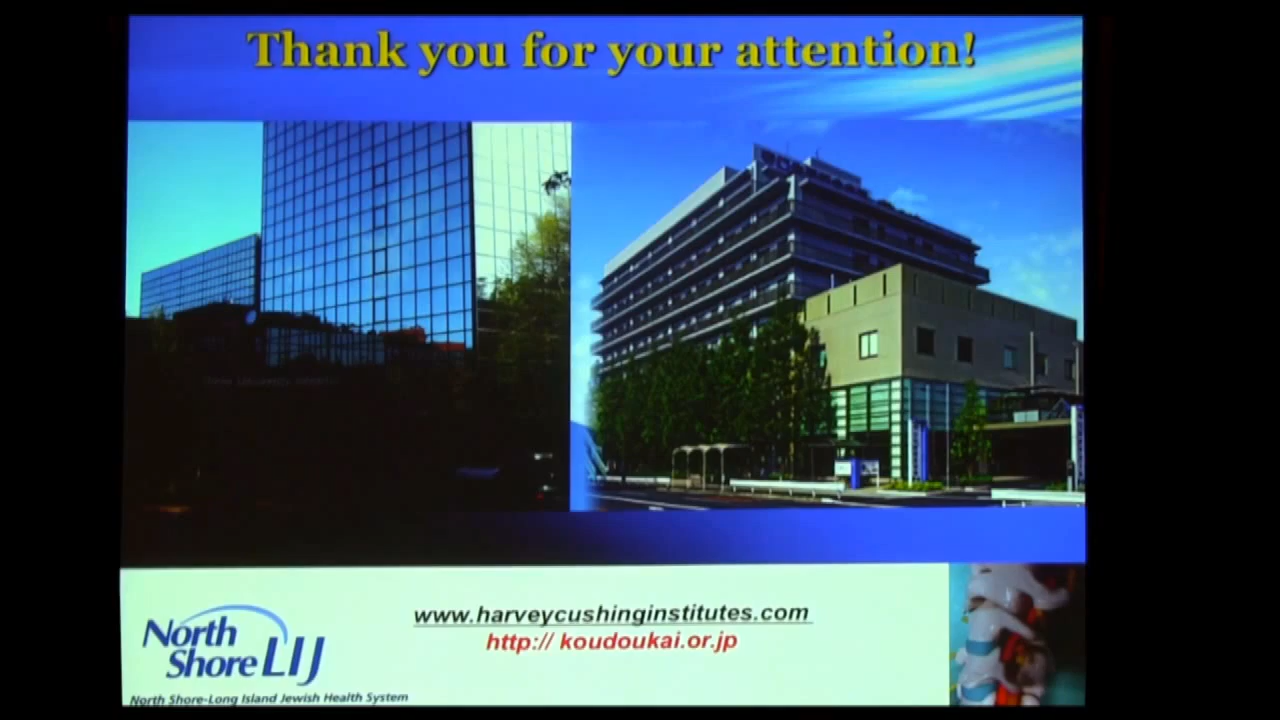 Thank you for your attention!
www.harveycushinginstitutes.com
http:// koudoukai.or.jp
North
Shore LIJ
North Shore-Long Island Jewish Health System